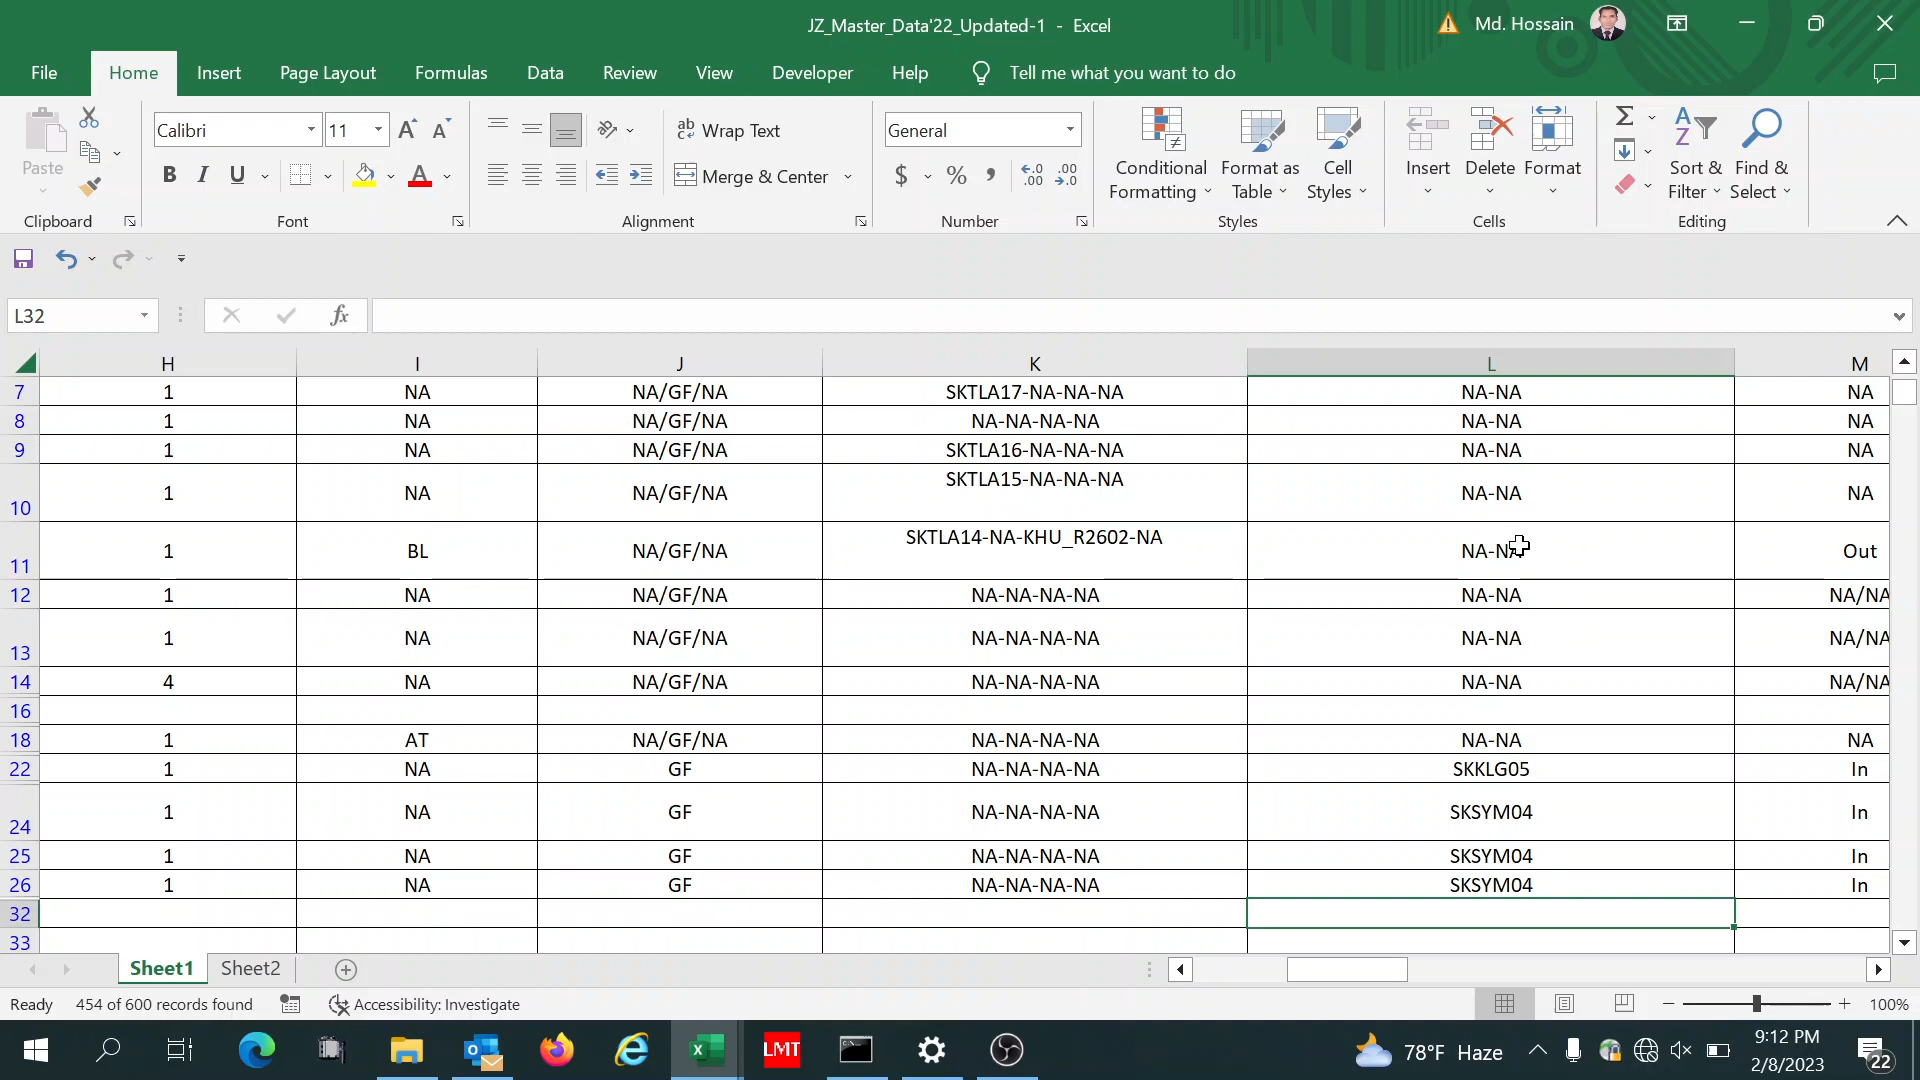 JZ_Master_Data'22_Updated-1 - Excel
Md. Hossain
File Home Insert Page Layout Formulas Data Review View Developer Help Tell me what you want to do
Paste
Clipboard
Calibri 11
B I U A
Font
ab Wrap Text
Merge & Center
Alignment
General
$ % ,
Number
Conditional Formatting
Format as Table
Cell Styles
Styles
Insert Delete Format
Cells
Sort & Filter
Find & Select
Editing
L32 fx
H I J K L M
7 1 NA NA/GF/NA SKTLA17-NA-NA-NA NA-NA NA
8 1 NA NA/GF/NA NA-NA-NA-NA NA-NA NA
9 1 NA NA/GF/NA SKTLA16-NA-NA-NA NA-NA NA
10 1 NA NA/GF/NA SKTLA15-NA-NA-NA NA-NA NA
11 1 BL NA/GF/NA SKTLA14-NA-KHU_R2602-NA NA-NA Out
12 1 NA NA/GF/NA NA-NA-NA-NA NA-NA NA/NA
13 1 NA NA/GF/NA NA-NA-NA-NA NA-NA NA/NA
14 4 NA NA/GF/NA NA-NA-NA-NA NA-NA NA/NA
16
18 1 AT NA/GF/NA NA-NA-NA-NA NA-NA NA
22 1 NA GF NA-NA-NA-NA SKKLG05 In
24 1 NA GF NA-NA-NA-NA SKSYM04 In
25 1 NA GF NA-NA-NA-NA SKSYM04 In
26 1 NA GF NA-NA-NA-NA SKSYM04 In
32
33
Sheet1 Sheet2
Ready 454 of 600 records found Accessibility: Investigate 100%
LMT
78°F Haze
9:12 PM
2/8/2023
22